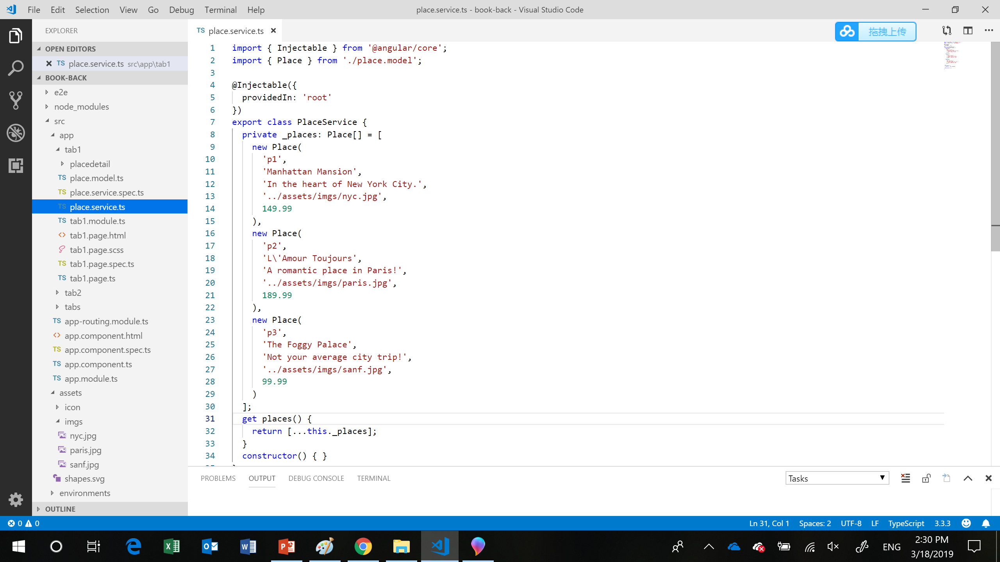 File Edit Selection View Go Debug Terminal Help
place.service.ts - book-back - Visual Studio Code
EXPLORER
OPEN EDITORS
TS place.service.ts src\app\tab1
BOOK-BACK
e2e
node_modules
src
app
tab1
placedetail
TS place.model.ts
TS place.service.spec.ts
TS place.service.ts
TS tab1.module.ts
<> tab1.page.html
tab1.page.scss
TS tab1.page.spec.ts
TS tab1.page.ts
tab2
tabs
TS app-routing.module.ts
<> app.component.html
TS app.component.spec.ts
TS app.component.ts
TS app.module.ts
assets
icon
imgs
nyc.jpg
paris.jpg
sanf.jpg
shapes.svg
environments
OUTLINE
TS place.service.ts
拖拽上传
1 import { Injectable } from '@angular/core';
2 import { Place } from './place.model';
3
4 @Injectable({
5 providedIn: 'root'
6 })
7 export class PlaceService {
8 private _places: Place[] = [
9 new Place(
10 'p1',
11 'Manhattan Mansion',
12 'In the heart of New York City.',
13 '../assets/imgs/nyc.jpg',
14 149.99
15 ),
16 new Place(
17 'p2',
18 'L\'Amour Toujours',
19 'A romantic place in Paris!',
20 '../assets/imgs/paris.jpg',
21 189.99
22 ),
23 new Place(
24 'p3',
25 'The Foggy Palace',
26 'Not your average city trip!',
27 '../assets/imgs/sanf.jpg',
28 99.99
29 )
30 ];
31 get places() {
32 return [...this._places];
33 }
34 constructor() { }
PROBLEMS OUTPUT DEBUG CONSOLE TERMINAL
Tasks
0 0
Ln 31, Col 1 Spaces: 2 UTF-8 LF TypeScript 3.3.3
ENG
2:30 PM
3/18/2019